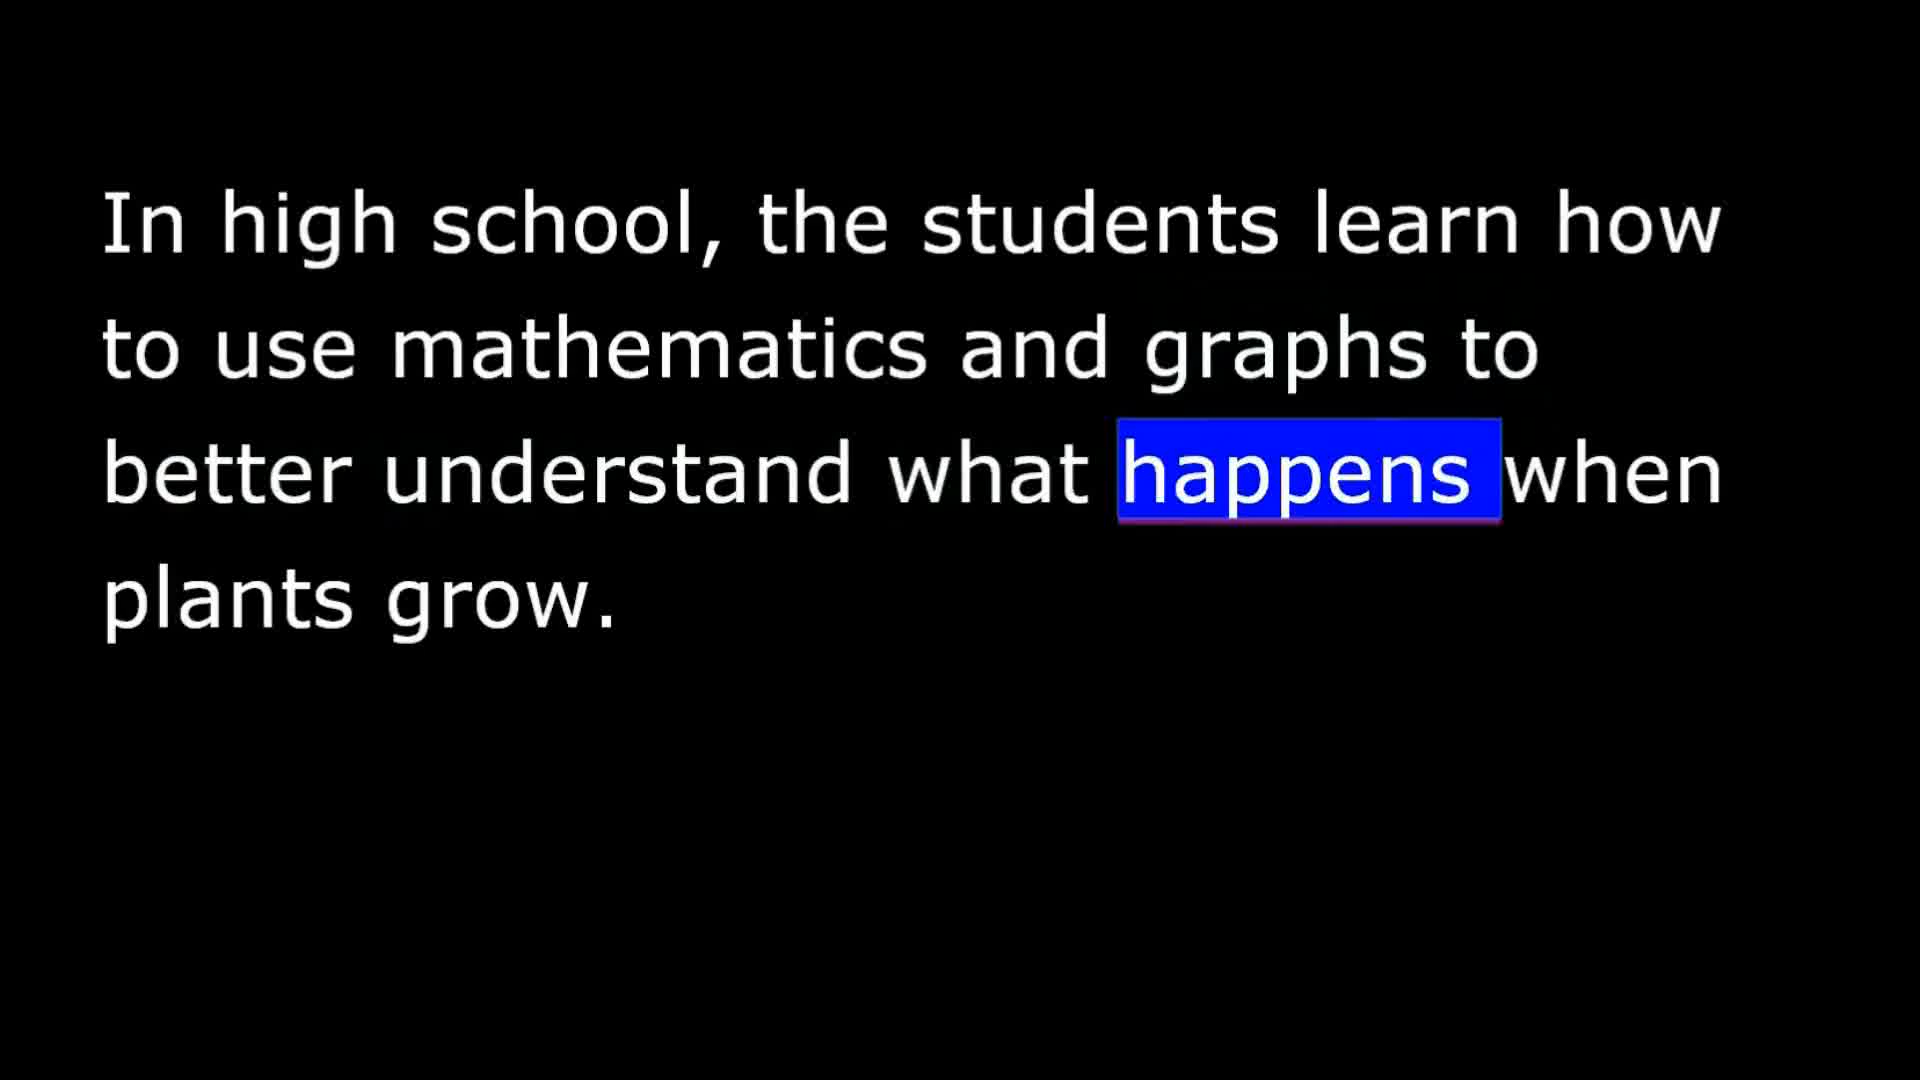 In high school, the students learn how
to use mathematics and graphs to
better understand what happens when
plants grow.